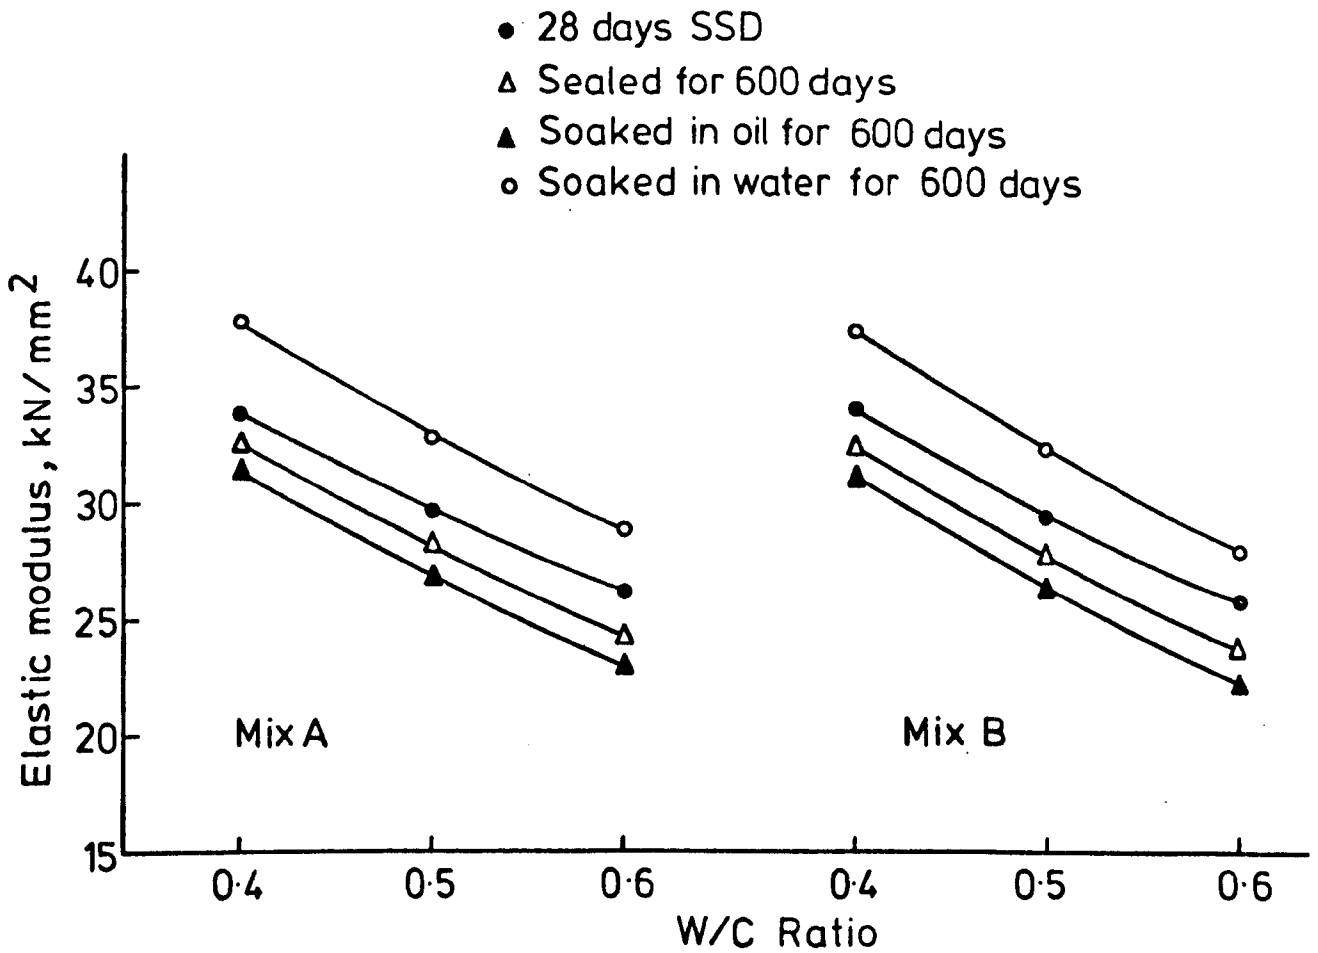 28 days SSD
Sealed for 600 days
Soaked in oil for 600 days
Soaked in water for 600 days
Elastic modulus, kN/mm²
40
35
30
25
20
15
Mix A
Mix B
0·4 0·5 0·6 0·4 0·5 0·6
W/C Ratio